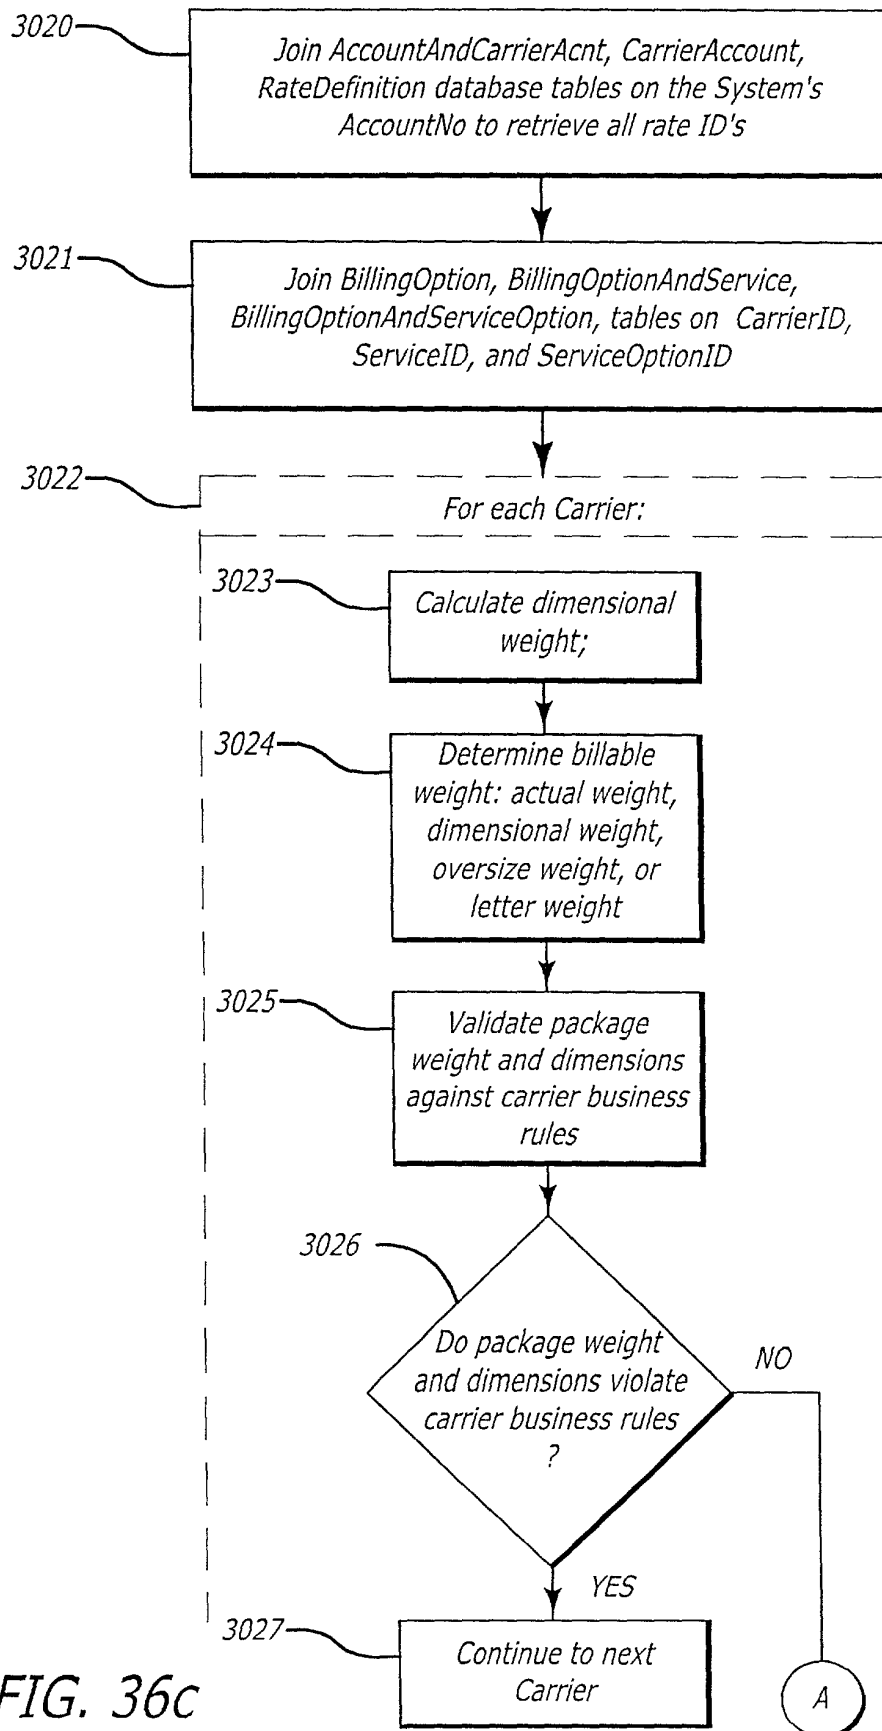 3020
Join AccountAndCarrierAcnt, CarrierAccount,
RateDefinition database tables on the System's
AccountNo to retrieve all rate ID's
3021
Join BillingOption, BillingOptionAndService,
BillingOptionAndServiceOption, tables on CarrierID,
ServiceID, and ServiceOptionID
3022
For each Carrier:
3023
Calculate dimensional
weight;
3024
Determine billable
weight: actual weight,
dimensional weight,
oversize weight, or
letter weight
3025
Validate package
weight and dimensions
against carrier business
rules
3026
Do package weight
and dimensions violate
carrier business rules
?
NO
YES
3027
Continue to next
Carrier
A
FIG. 36c